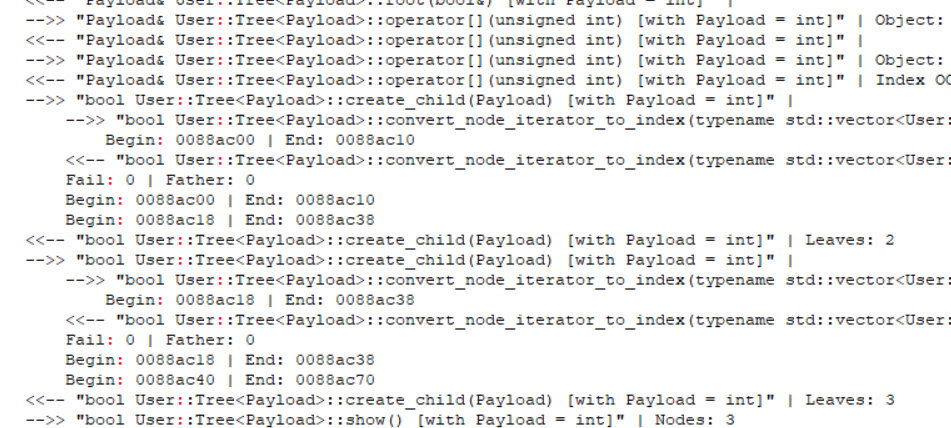 <<-- "Payload& User::Tree<Payload>::root(bool&) [with Payload = int]" |
-->> "Payload& User::Tree<Payload>::operator[](unsigned int) [with Payload = int]" | Object:
<<-- "Payload& User::Tree<Payload>::operator[](unsigned int) [with Payload = int]" |
-->> "Payload& User::Tree<Payload>::operator[](unsigned int) [with Payload = int]" | Object:
<<-- "Payload& User::Tree<Payload>::operator[](unsigned int) [with Payload = int]" | Index OO
-->> "bool User::Tree<Payload>::create_child(Payload) [with Payload = int]" |
-->> "bool User::Tree<Payload>::convert_node_iterator_to_index(typename std::vector<User:
Begin: 0088ac00 | End: 0088ac10
<<-- "bool User::Tree<Payload>::convert_node_iterator_to_index(typename std::vector<User:
Fail: 0 | Father: 0
Begin: 0088ac00 | End: 0088ac10
Begin: 0088ac18 | End: 0088ac38
<<-- "bool User::Tree<Payload>::create_child(Payload) [with Payload = int]" | Leaves: 2
-->> "bool User::Tree<Payload>::create_child(Payload) [with Payload = int]" |
-->> "bool User::Tree<Payload>::convert_node_iterator_to_index(typename std::vector<User:
Begin: 0088ac18 | End: 0088ac38
<<-- "bool User::Tree<Payload>::convert_node_iterator_to_index(typename std::vector<User:
Fail: 0 | Father: 0
Begin: 0088ac18 | End: 0088ac38
Begin: 0088ac40 | End: 0088ac70
<<-- "bool User::Tree<Payload>::create_child(Payload) [with Payload = int]" | Leaves: 3
-->> "bool User::Tree<Payload>::show() [with Payload = int]" | Nodes: 3